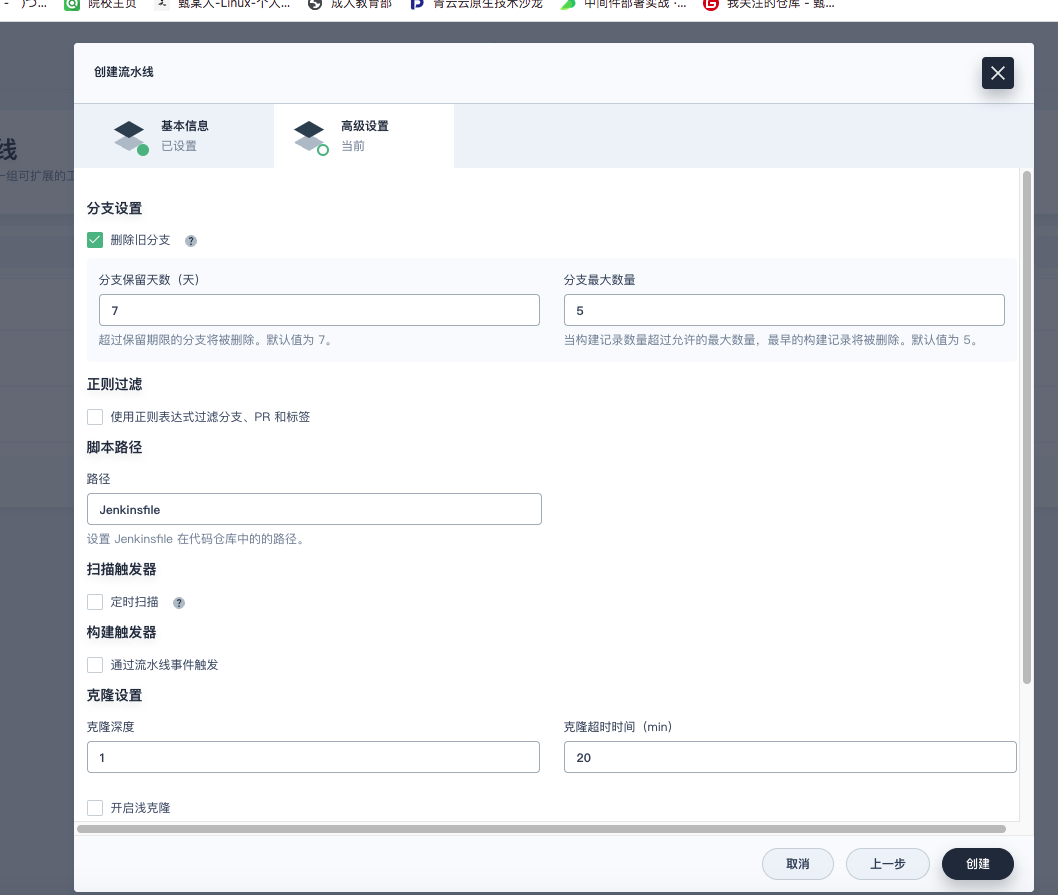 院校主页
甄某人-Linux-个人...
成人教育部
青云云原生技术沙龙
中间件部署实战 ·...
我关注的仓库 - 甄...
线
一组可扩展的工
创建流水线
基本信息
已设置
高级设置
当前
分支设置
删除旧分支 ?
分支保留天数（天） 分支最大数量
7 5
超过保留期限的分支将被删除。默认值为 7。 当构建记录数量超过允许的最大数量，最早的构建记录将被删除。默认值为 5。
正则过滤
使用正则表达式过滤分支、PR 和标签
脚本路径
路径
Jenkinsfile
设置 Jenkinsfile 在代码仓库中的的路径。
扫描触发器
定时扫描 ?
构建触发器
通过流水线事件触发
克隆设置
克隆深度 克隆超时时间（min）
1 20
开启浅克隆
取消 上一步 创建